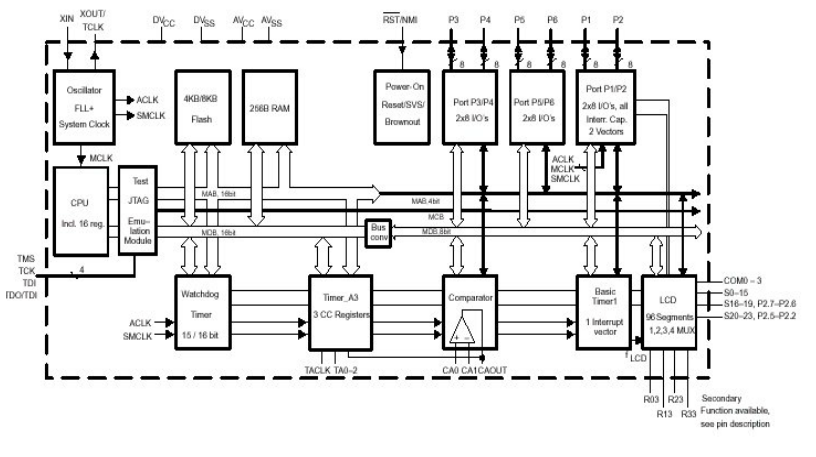 XIN
XOUT/
TCLK
DVCC
DVSS
AVCC
AVSS
RST/NMI
P3
P4
P5
P6
P1
P2
8
8
8
8
8
8
Oscillator
FLL+
System Clock
ACLK
SMCLK
4KB/8KB
Flash
256B RAM
Power-On
Reset/SVS/
Brownout
Port P3/P4
2x8 I/O's
Port P5/P6
2x8 I/O's
Port P1/P2
2x8 I/O's, all
Interr. Cap.
2 Vectors
ACLK
MCLK
SMCLK
MCLK
CPU
Incl. 16 reg.
Test
JTAG
Emu–
lation
Module
MAB, 16bit
MAB,4bit
MCB
MDB, 16bit
Bus
conv
MDB,8bit
TMS
TCK
TDI
TDO/TDI
4
Watchdog
Timer
15 / 16 bit
ACLK
SMCLK
Timer_A3
3 CC Registers
Comparator
+ –
Basic
Timer1
1 Interrupt
vector
LCD
96 Segments
1,2,3,4 MUX
fLCD
COM0 – 3
S0–15
S16–19, P2.7–P2.6
S20–23, P2.5–P2.2
TACLK TA0–2
CA0 CA1 CAOUT
R03
R23
R13
R33
Secondary
Function available,
see pin description